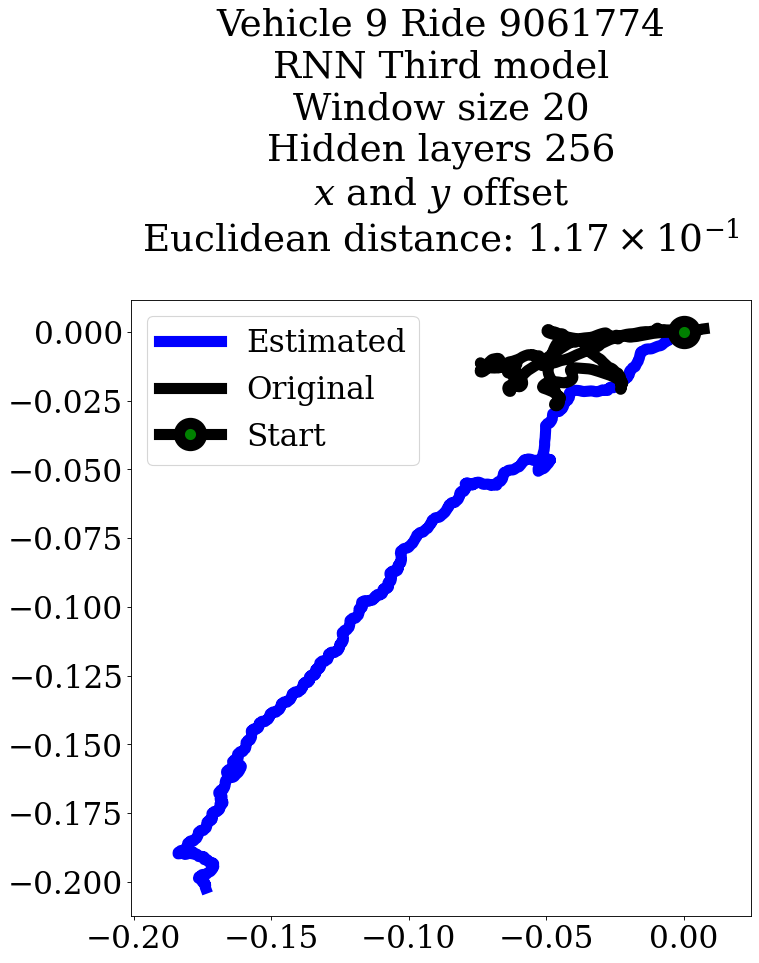 Vehicle 9 Ride 9061774
RNN Third model
Window size 20
Hidden layers 256
x and y offset
Euclidean distance: 1.17 × 10⁻¹
Estimated
Original
Start
0.000
−0.025
−0.050
−0.075
−0.100
−0.125
−0.150
−0.175
−0.200
−0.20 −0.15 −0.10 −0.05 0.00